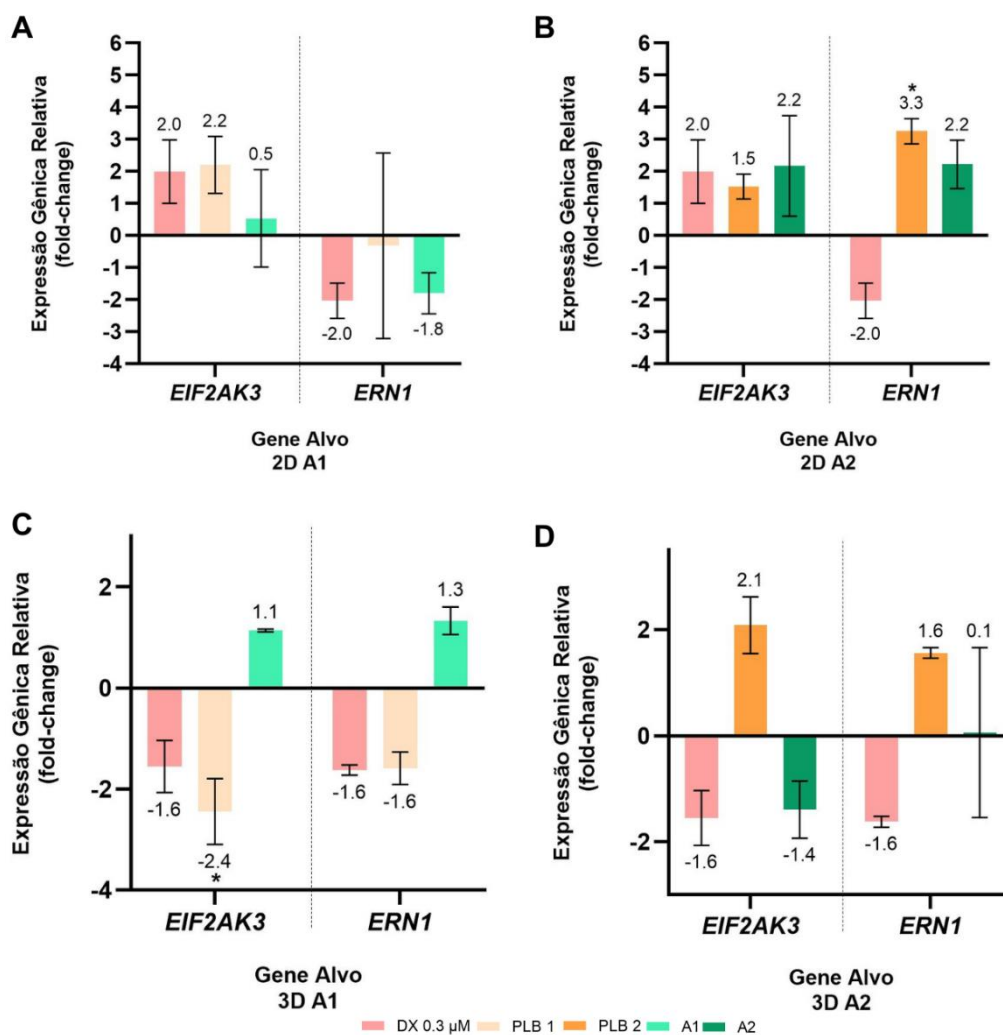 A
Expressão Gênica Relativa
(fold-change)
6
5
4
3
2
1
0
-1
-2
-3
-4
2.0
2.2
0.5
-2.0
-1.8
EIF2AK3
ERN1
Gene Alvo
2D A1
B
Expressão Gênica Relativa
(fold-change)
6
5
4
3
2
1
0
-1
-2
-3
-4
2.0
1.5
2.2
-2.0
*
3.3
2.2
EIF2AK3
ERN1
Gene Alvo
2D A2
C
Expressão Gênica Relativa
(fold-change)
2
0
-2
-4
-1.6
-2.4
*
1.1
-1.6
-1.6
1.3
EIF2AK3
ERN1
Gene Alvo
3D A1
D
Expressão Gênica Relativa
(fold-change)
2
0
-2
-1.6
2.1
-1.4
-1.6
1.6
0.1
EIF2AK3
ERN1
Gene Alvo
3D A2
DX 0.3 µM PLB 1 PLB 2 A1 A2